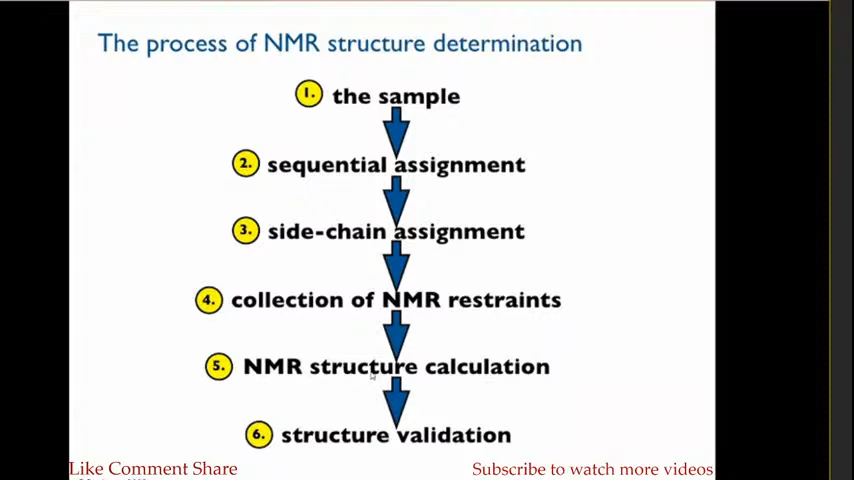 The process of NMR structure determination
1. the sample
2. sequential assignment
3. side-chain assignment
4. collection of NMR restraints
5. NMR structure calculation
6. structure validation
Like Comment Share
Subscribe to watch more videos